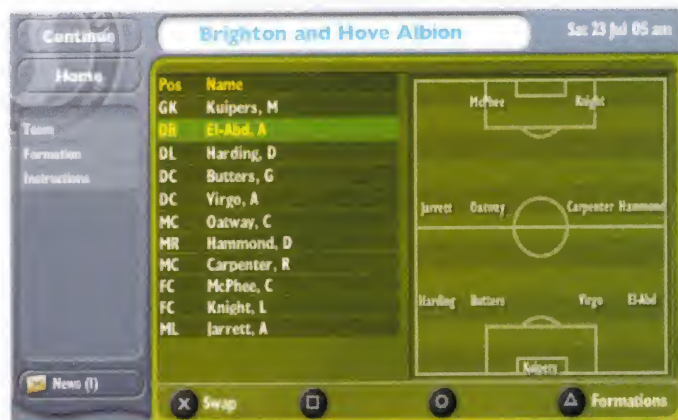 Continue
Brighton and Hove Albion
Sat 23 Jul 05 am
Home
Team
Formation
Instructions
Pos Name
GK Kuipers, M
DR El-Abd, A
DL Harding, D
DC Butters, G
DC Virgo, A
MC Oatway, C
MR Hammond, D
MC Carpenter, R
FC McPhee, C
FC Knight, L
ML Jarrett, A
McPhee Knight
Jarrett Oatway Carpenter Hammond
Harding Butters Virgo El-Abd
Kuipers
News (1)
X Swap
Formations